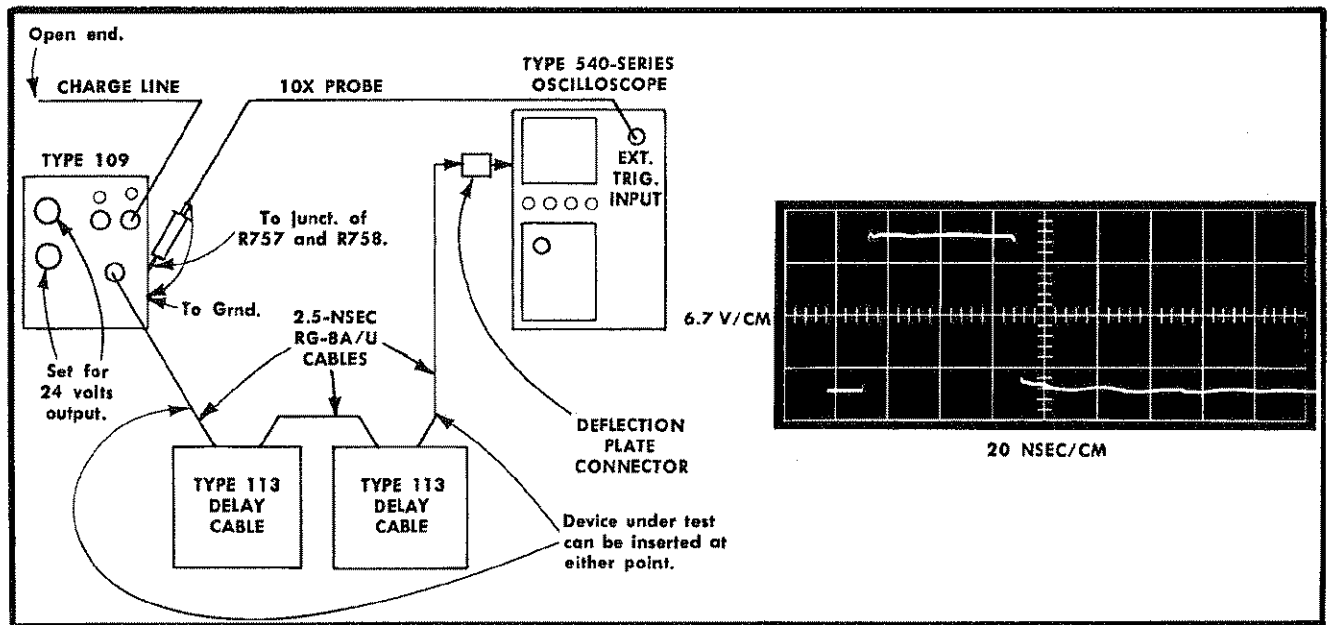 Open end.
CHARGE LINE
10X PROBE
TYPE 540-SERIES
OSCILLOSCOPE
TYPE 109
EXT.
TRIG.
INPUT
To Junct. of
R757 and R758.
To Grnd.
2.5-NSEC
RG-8A/U
CABLES
Set for
24 volts
output.
DEFLECTION
PLATE
CONNECTOR
TYPE 113
DELAY
CABLE
TYPE 113
DELAY
CABLE
Device under test
can be inserted at
either point.
6.7 V/CM
20 NSEC/CM